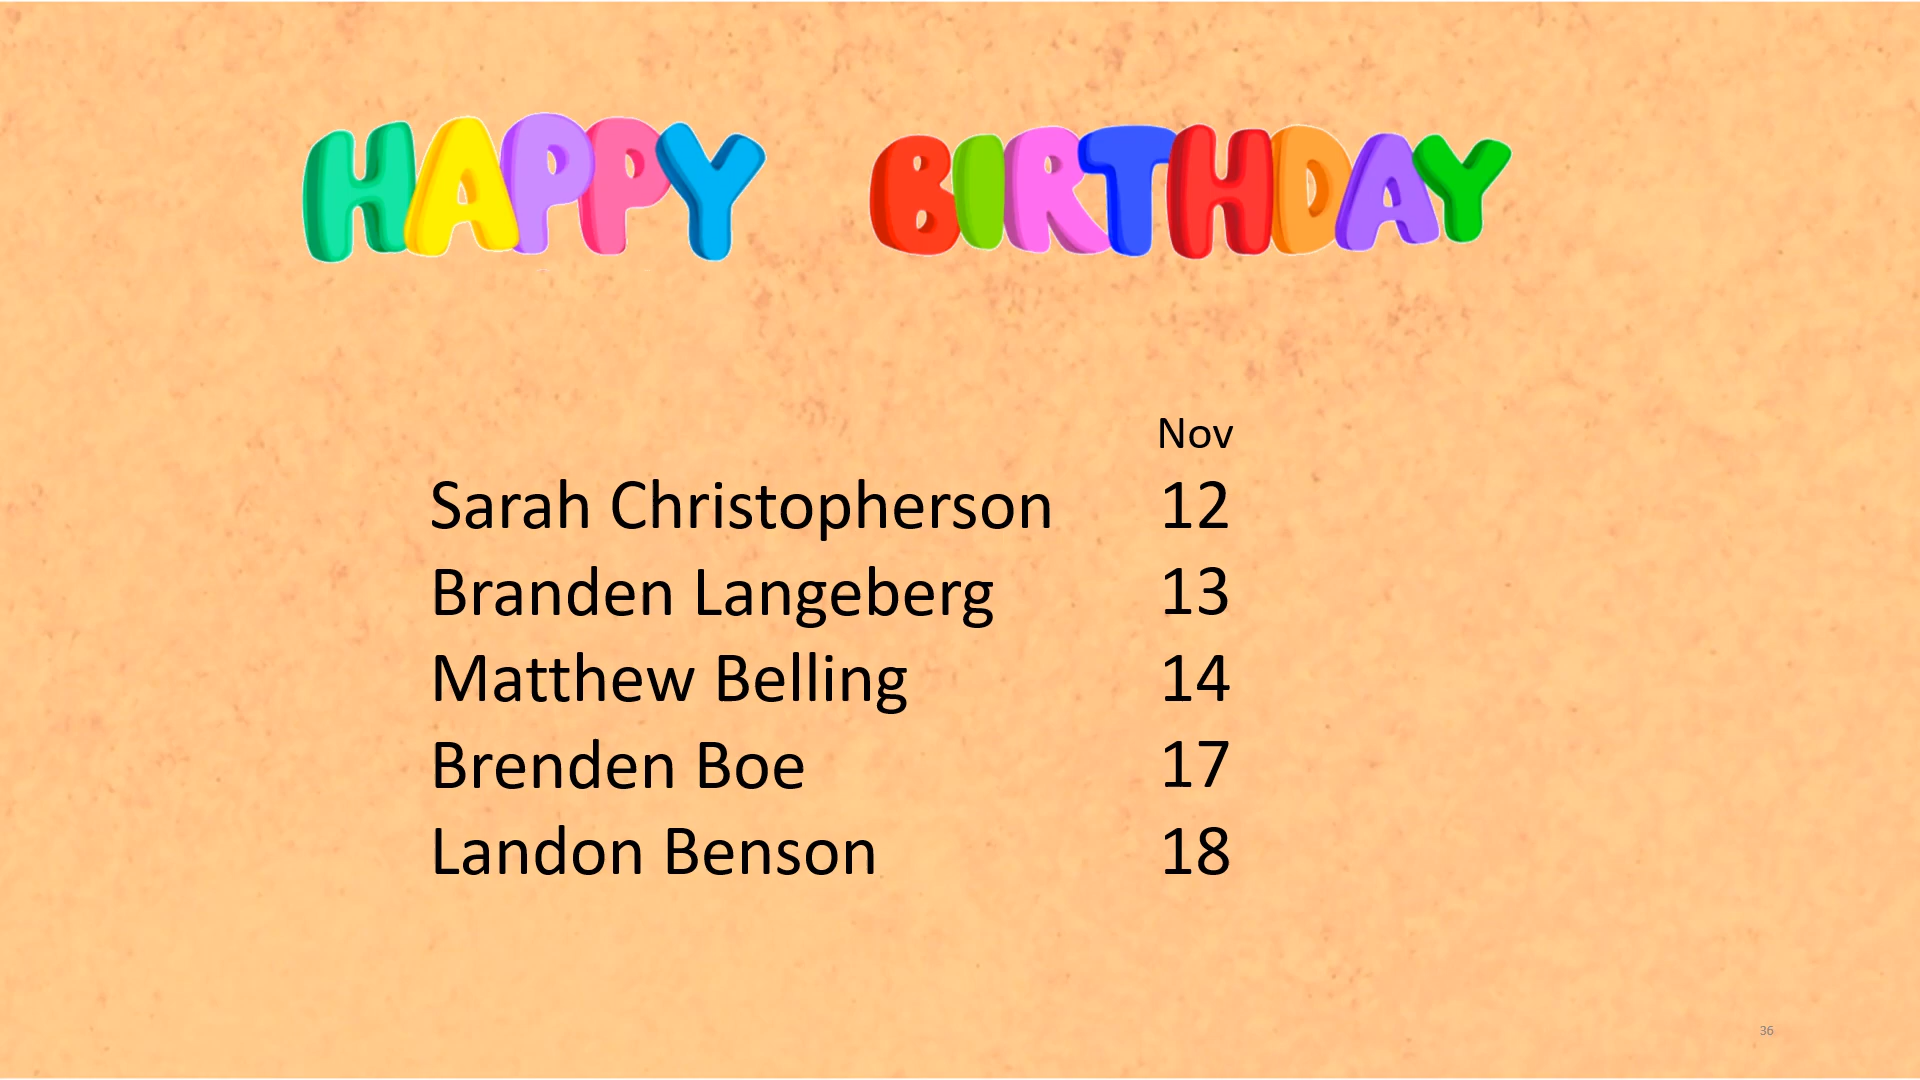 HAPPY BIRTHDAY
Nov
Sarah Christopherson 12
Branden Langeberg 13
Matthew Belling 14
Brenden Boe 17
Landon Benson 18
36